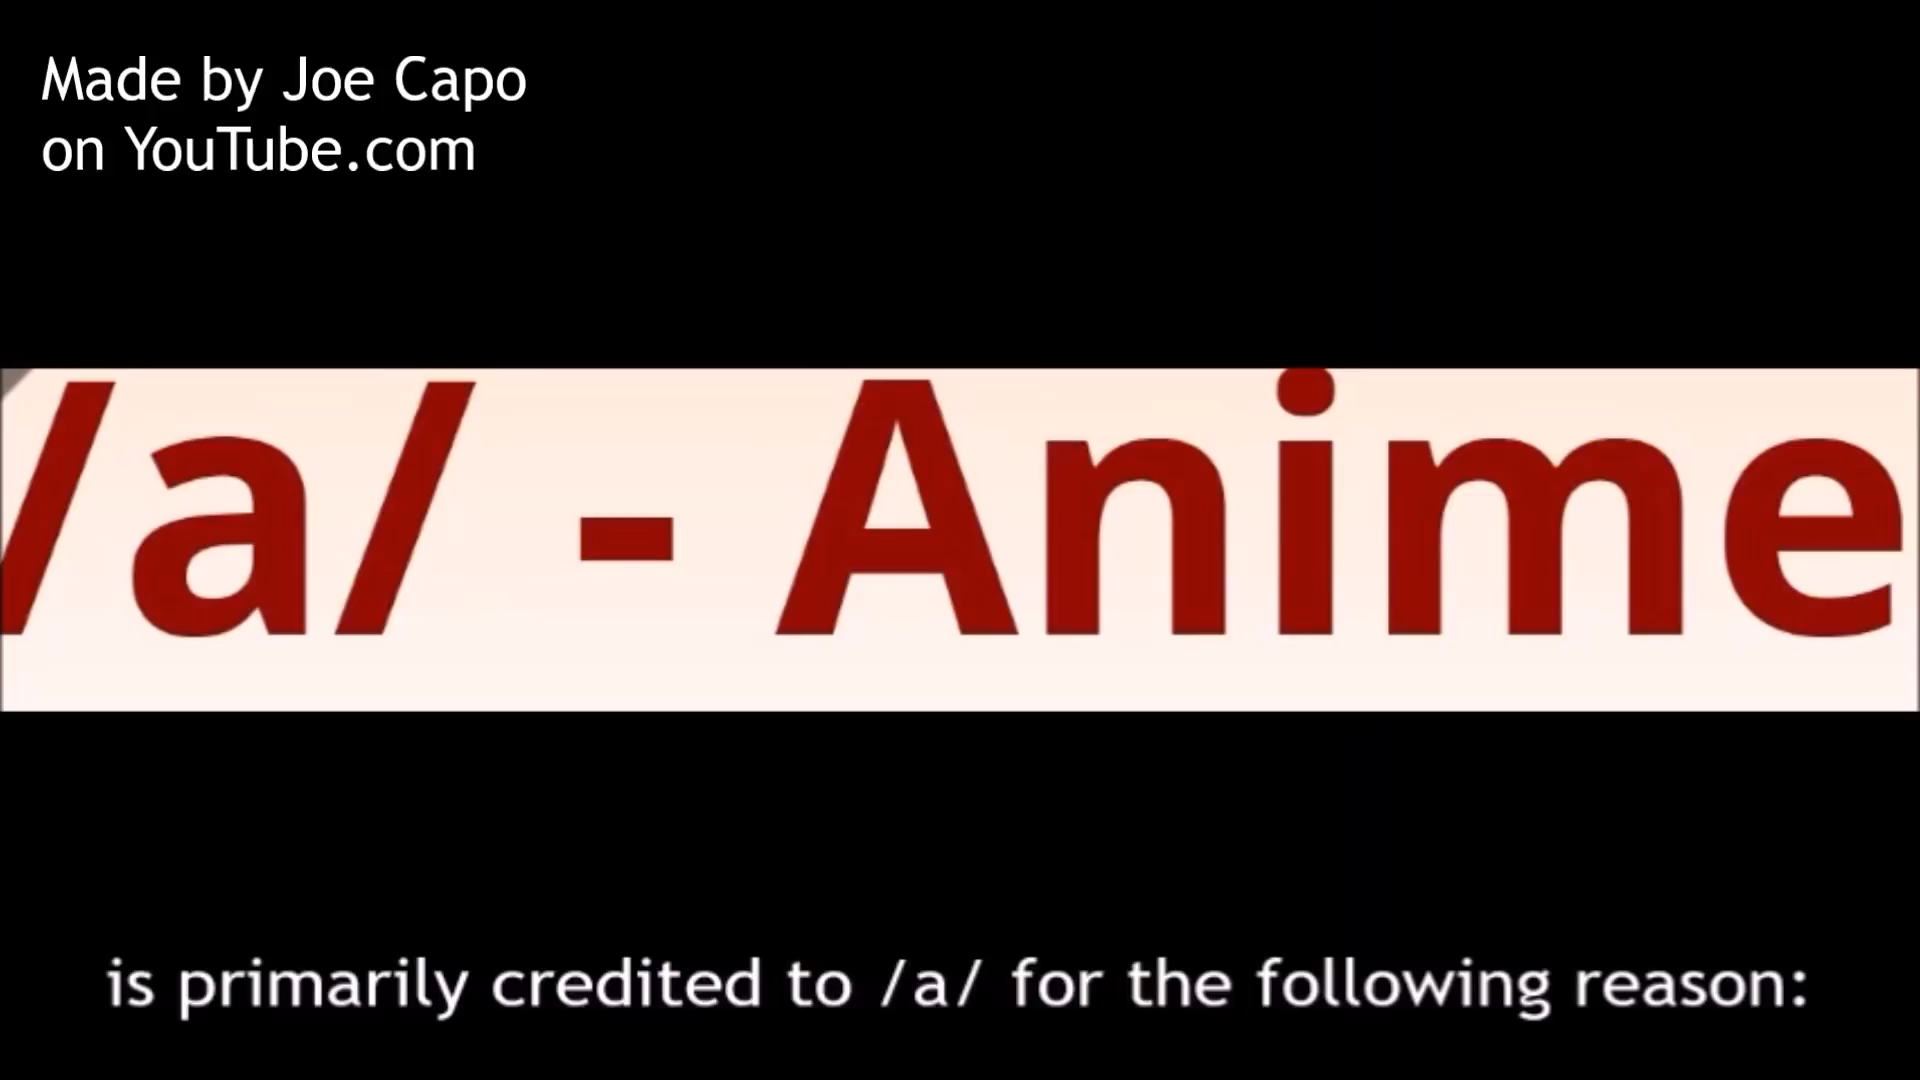 Made by Joe Capo
on YouTube.com
/a/ - Anime
is primarily credited to /a/ for the following reason: